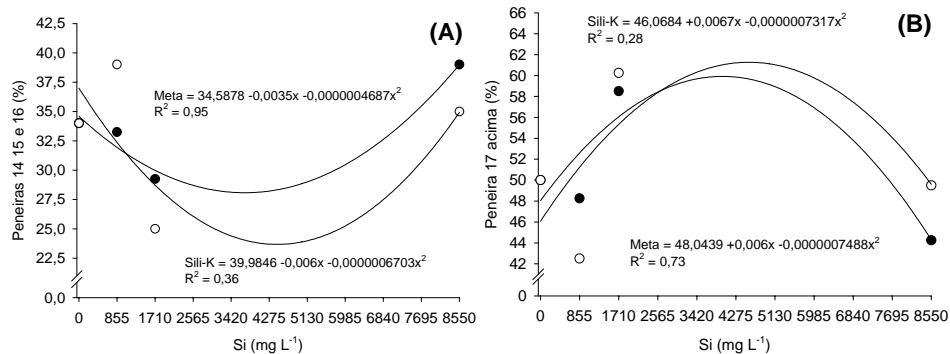 (A)
42,5
40,0
37,5
35,0
32,5
30,0
27,5
25,0
22,5
0,0
Peneiras 14 15 e 16 (%)
Meta = 34,5878 -0,0035x -0,0000004687x²
R² = 0,95
Sili-K = 39,9846 -0,006x -0,0000006703x²
R² = 0,36
0 855 1710 2565 3420 4275 5130 5985 6840 7695 8550
Si (mg L⁻¹)
(B)
66
64
62
60
58
56
54
52
50
48
46
44
42
0
Peneira 17 acima (%)
Sili-K = 46,0684 +0,0067x -0,0000007317x²
R² = 0,28
Meta = 48,0439 +0,006x -0,0000007488x²
R² = 0,73
0 855 1710 2565 3420 4275 5130 5985 6840 7695 8550
Si (mg L⁻¹)